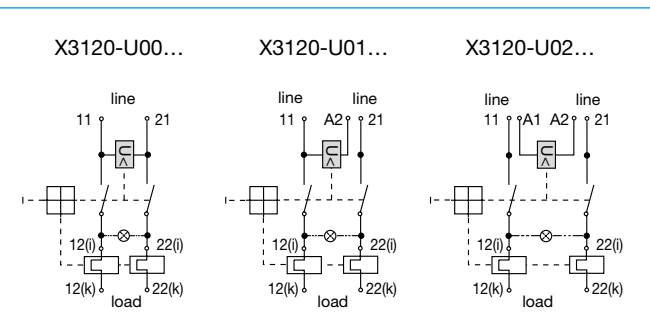 X3120-U00... X3120-U01... X3120-U02...
line line line line line
11 21 11 A2 21 11 A1 A2 21
U< U< U<
12(i) 22(i) 12(i) 22(i) 12(i) 22(i)
12(k) 22(k) 12(k) 22(k) 12(k) 22(k)
load load load